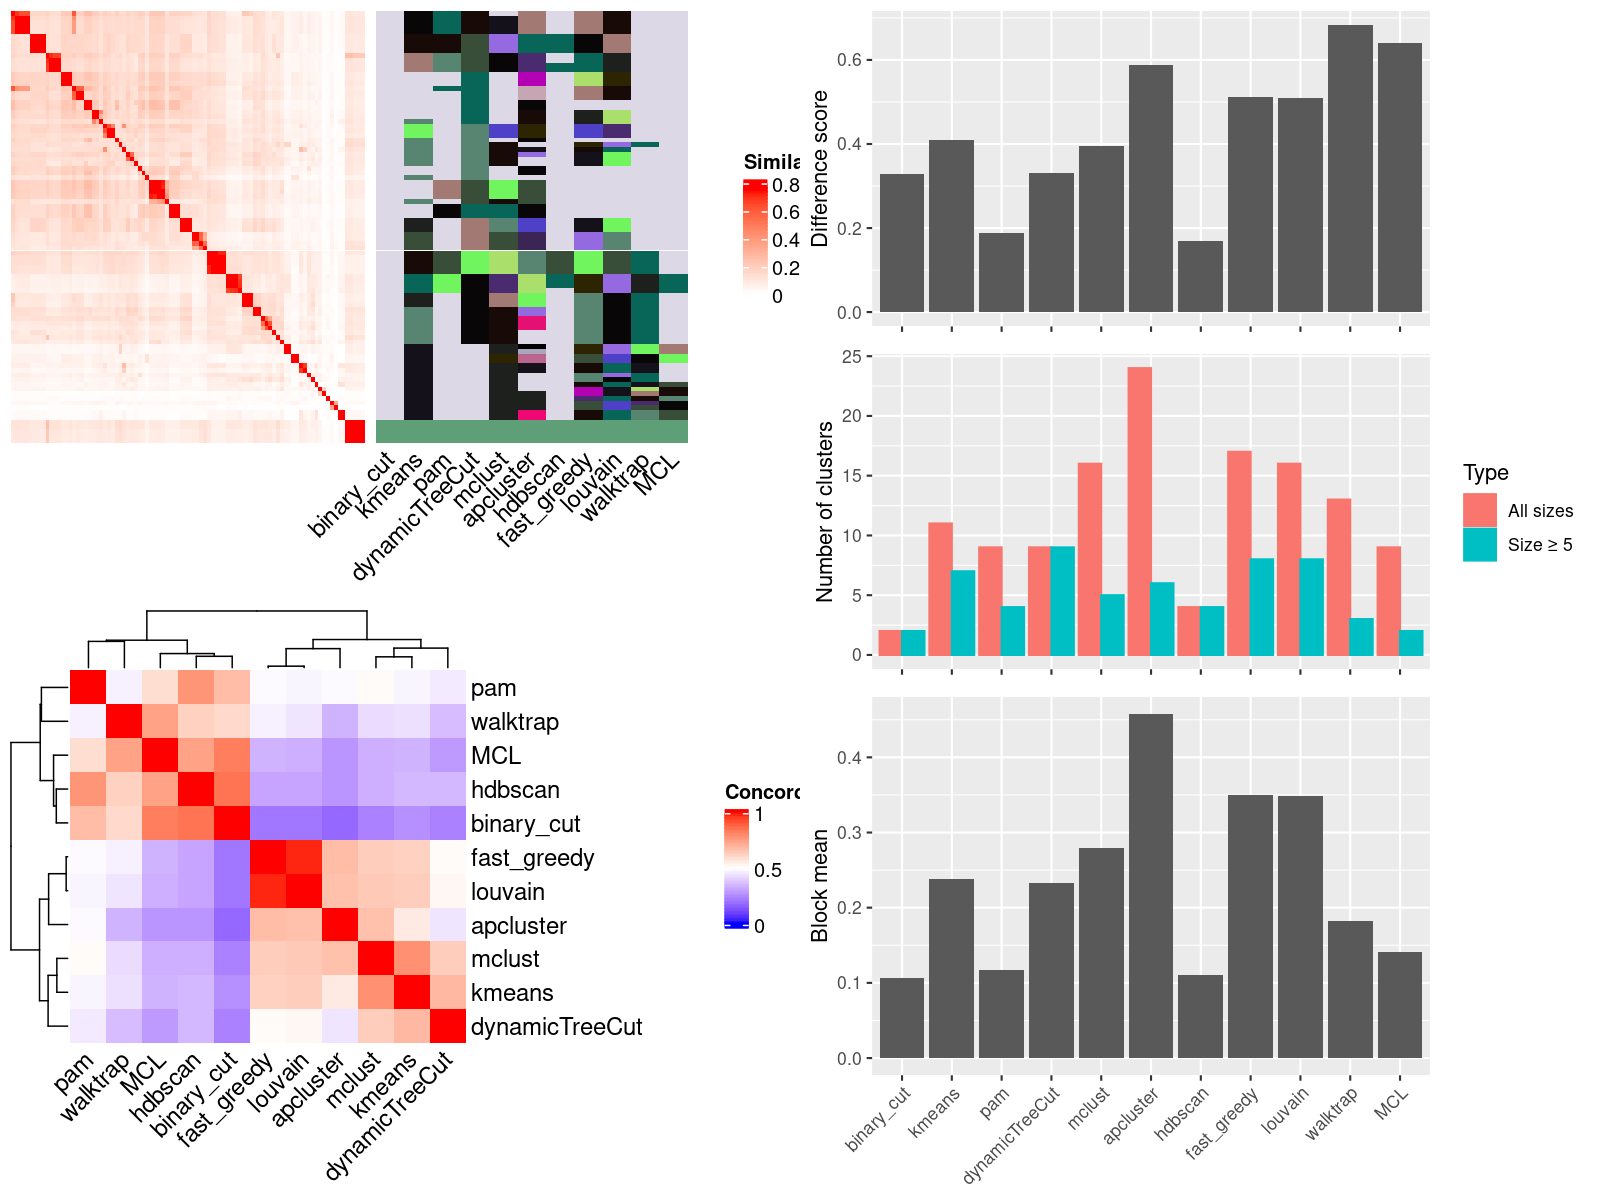 Simila
0.8
0.6
0.4
0.2
0
binary_cut
kmeans
pam
dynamicTreeCut
mclust
apcluster
hdbscan
fast_greedy
louvain
walktrap
MCL
Difference score
0.6
0.4
0.2
0.0
Number of clusters
25
20
15
10
5
0
Type
All sizes
Size ≥ 5
pam
walktrap
MCL
hdbscan
binary_cut
fast_greedy
louvain
apcluster
mclust
kmeans
dynamicTreeCut
pam
walktrap
MCL
hdbscan
binary_cut
fast_greedy
louvain
apcluster
mclust
kmeans
dynamicTreeCut
Concord
1
0.5
0
Block mean
0.4
0.3
0.2
0.1
0.0
binary_cut
kmeans
pam
dynamicTreeCut
mclust
apcluster
hdbscan
fast_greedy
louvain
walktrap
MCL